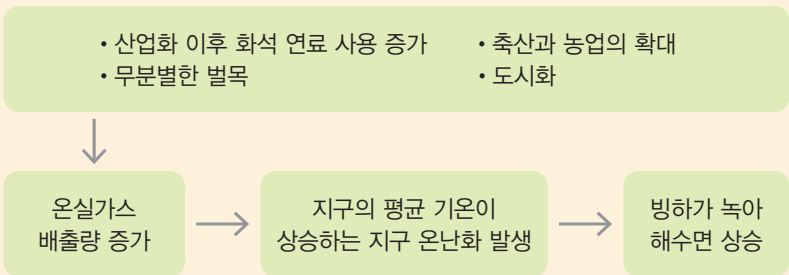 • 산업화 이후 화석 연료 사용 증가
• 축산과 농업의 확대
• 무분별한 벌목
• 도시화
온실가스
배출량 증가
지구의 평균 기온이
상승하는 지구 온난화 발생
빙하가 녹아
해수면 상승